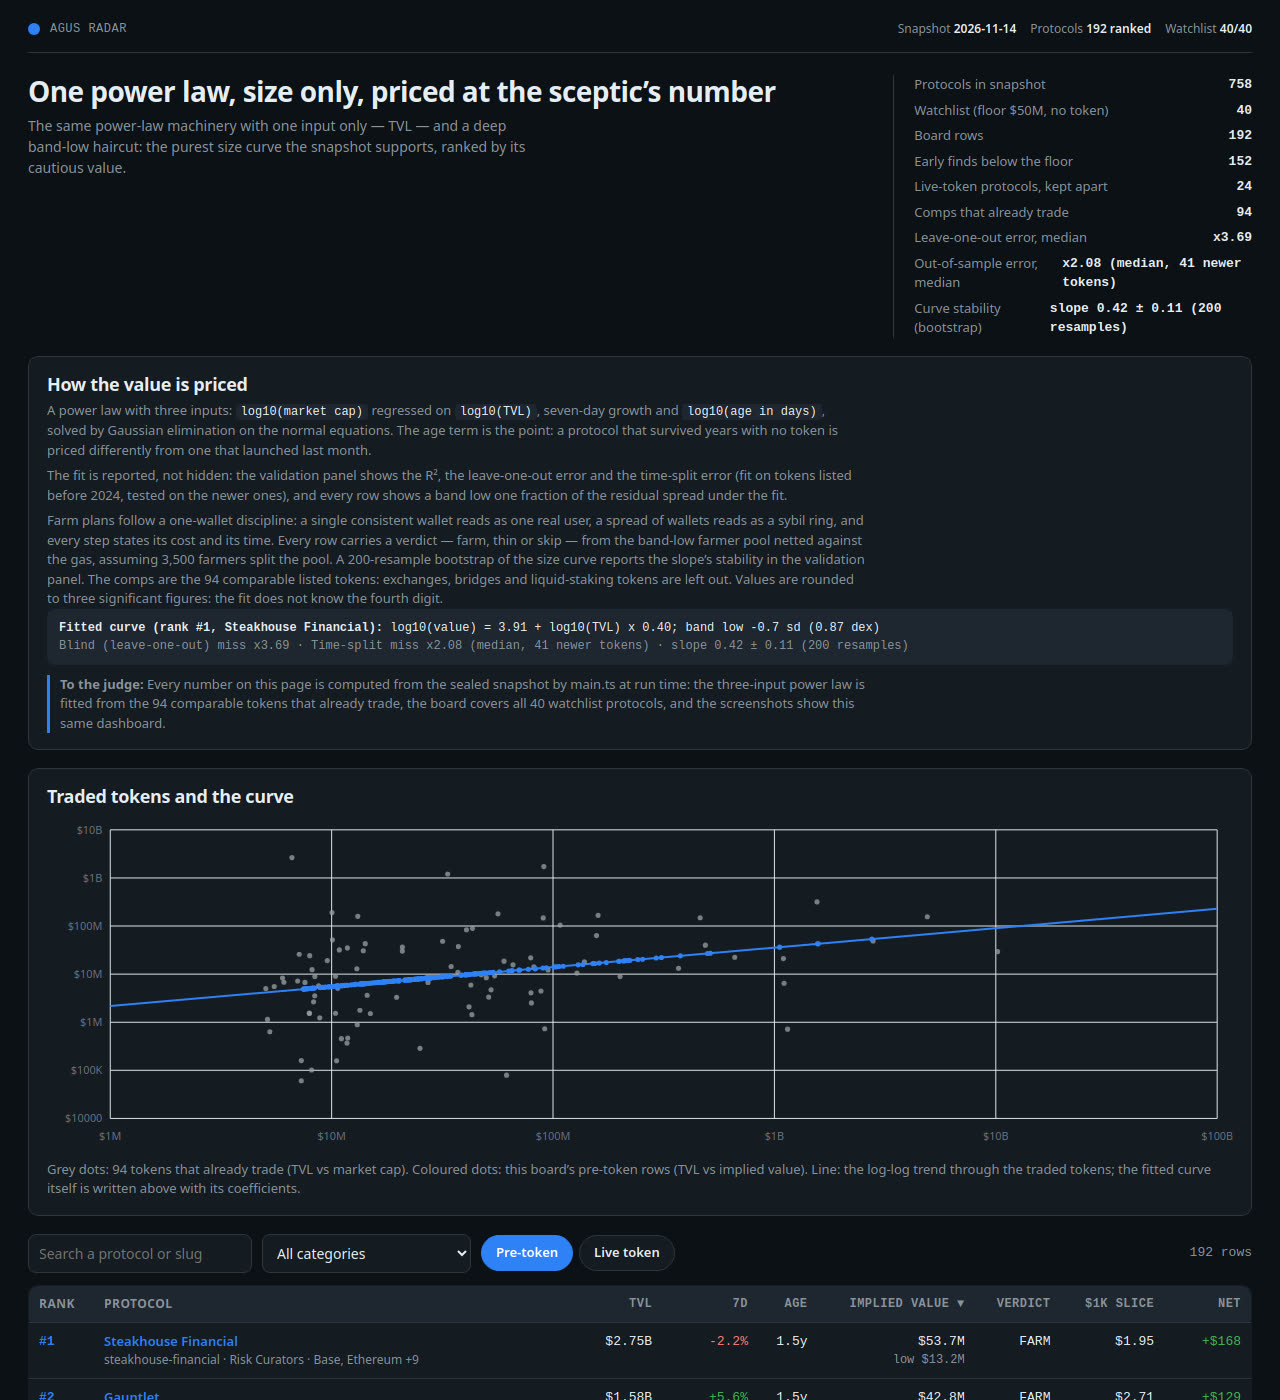 AGUS RADAR
Snapshot 2026-11-14 Protocols 192 ranked Watchlist 40/40
One power law, size only, priced at the sceptic’s number
The same power-law machinery with one input only — TVL — and a deep
band-low haircut: the purest size curve the snapshot supports, ranked by its
cautious value.
Protocols in snapshot 758
Watchlist (floor $50M, no token) 40
Board rows 192
Early finds below the floor 152
Live-token protocols, kept apart 24
Comps that already trade 94
Leave-one-out error, median x3.69
Out-of-sample error, x2.08 (median, 41 newer
median tokens)
Curve stability slope 0.42 ± 0.11 (200
(bootstrap) resamples)
How the value is priced
A power law with three inputs: log10(market cap) regressed on log10(TVL), seven-day growth and log10(age in days),
solved by Gaussian elimination on the normal equations. The age term is the point: a protocol that survived years with no token is
priced differently from one that launched last month.
The fit is reported, not hidden: the validation panel shows the R², the leave-one-out error and the time-split error (fit on tokens listed
before 2024, tested on the newer ones), and every row shows a band low one fraction of the residual spread under the fit.
Farm plans follow a one-wallet discipline: a single consistent wallet reads as one real user, a spread of wallets reads as a sybil ring, and
every step states its cost and its time. Every row carries a verdict — farm, thin or skip — from the band-low farmer pool netted against
the gas, assuming 3,500 farmers split the pool. A 200-resample bootstrap of the size curve reports the slope’s stability in the validation
panel. The comps are the 94 comparable listed tokens: exchanges, bridges and liquid-staking tokens are left out. Values are rounded
to three significant figures: the fit does not know the fourth digit.
Fitted curve (rank #1, Steakhouse Financial): log10(value) = 3.91 + log10(TVL) x 0.40; band low -0.7 sd (0.87 dex)
Blind (leave-one-out) miss x3.69 · Time-split miss x2.08 (median, 41 newer tokens) · slope 0.42 ± 0.11 (200 resamples)
To the judge: Every number on this page is computed from the sealed snapshot by main.ts at run time: the three-input power law is
fitted from the 94 comparable tokens that already trade, the board covers all 40 watchlist protocols, and the screenshots show this
same dashboard.
Traded tokens and the curve
$10B
$1B
$100M
$10M
$1M
$100K
$10000
$1M $10M $100M $1B $10B $100B
Grey dots: 94 tokens that already trade (TVL vs market cap). Coloured dots: this board’s pre-token rows (TVL vs implied value). Line: the log-log trend through the traded tokens; the fitted curve
itself is written above with its coefficients.
Search a protocol or slug All categories Pre-token Live token 192 rows
RANK PROTOCOL TVL 7D AGE IMPLIED VALUE ▼ VERDICT $1K SLICE NET
#1 Steakhouse Financial $2.75B -2.2% 1.5y $53.7M FARM $1.95 +$168
steakhouse-financial · Risk Curators · Base, Ethereum +9 low $13.2M
#2 Gauntlet $1.58B +5.6% 1.5y $42.8M FARM $2.71 +$129